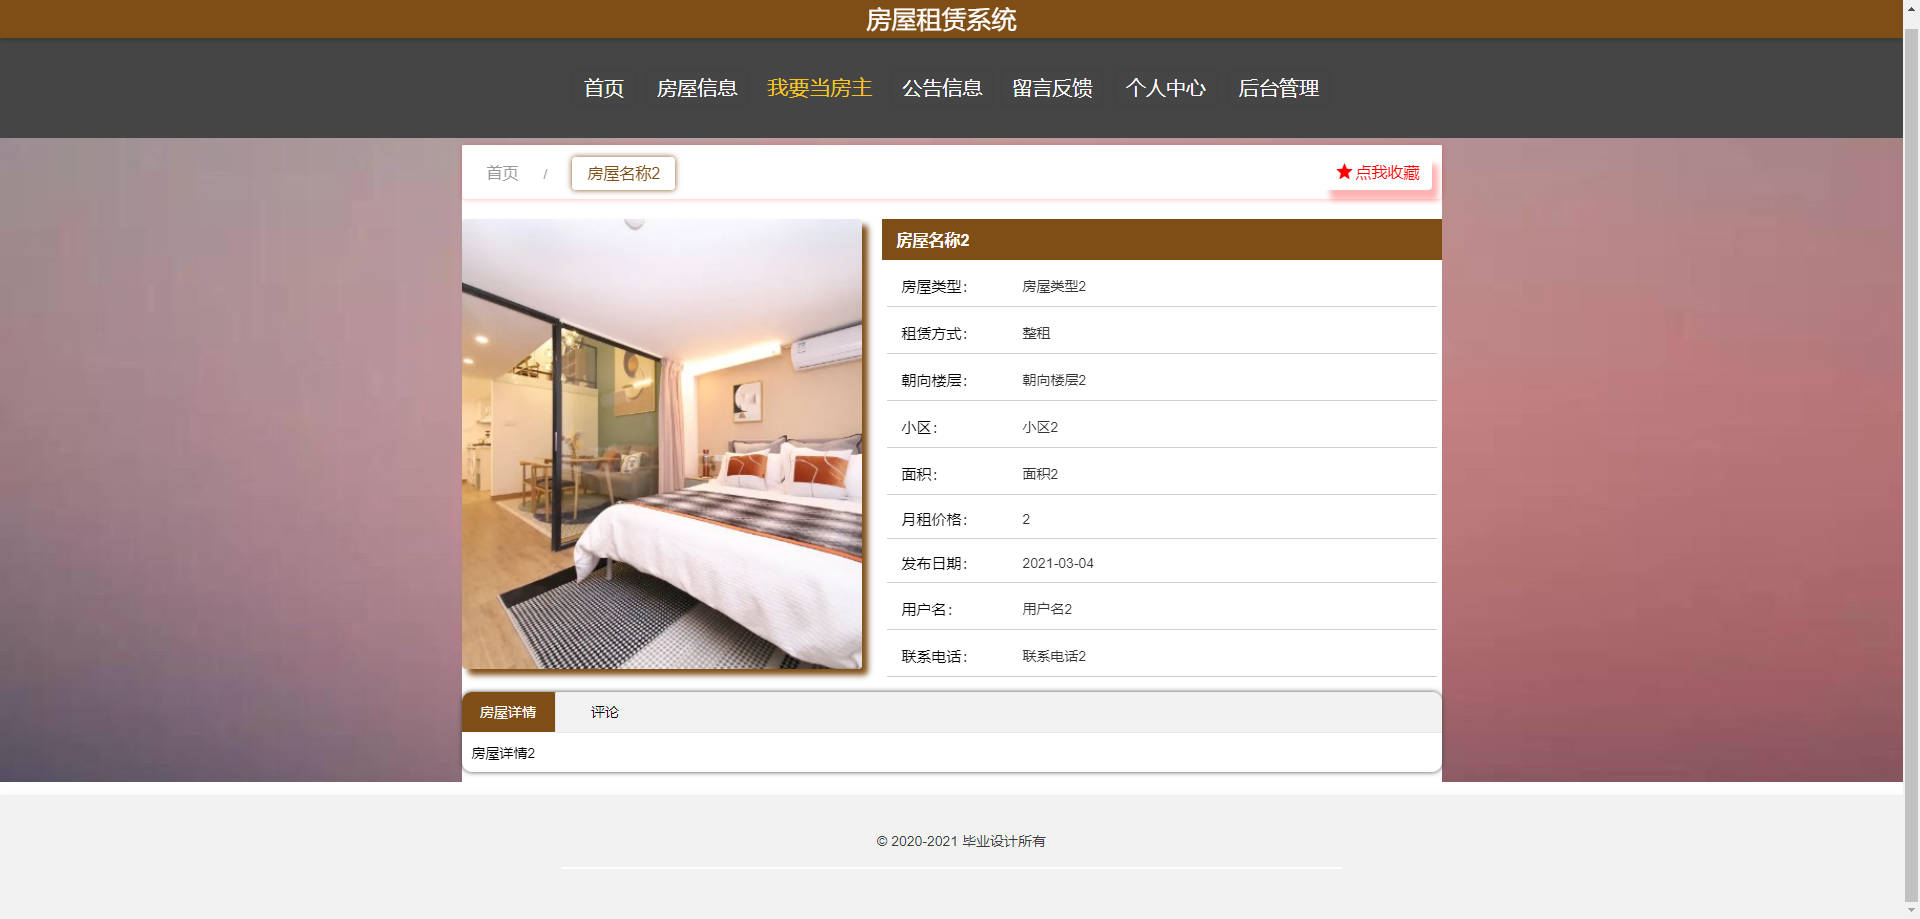 房屋租赁系统
首页 房屋信息 我要当房主 公告信息 留言反馈 个人中心 后台管理
首页 / 房屋名称2 ★点我收藏
房屋名称2
房屋类型: 房屋类型2
租赁方式: 整租
朝向楼层: 朝向楼层2
小区: 小区2
面积: 面积2
月租价格: 2
发布日期: 2021-03-04
用户名: 用户名2
联系电话: 联系电话2
房屋详情 评论
房屋详情2
© 2020-2021 毕业设计所有